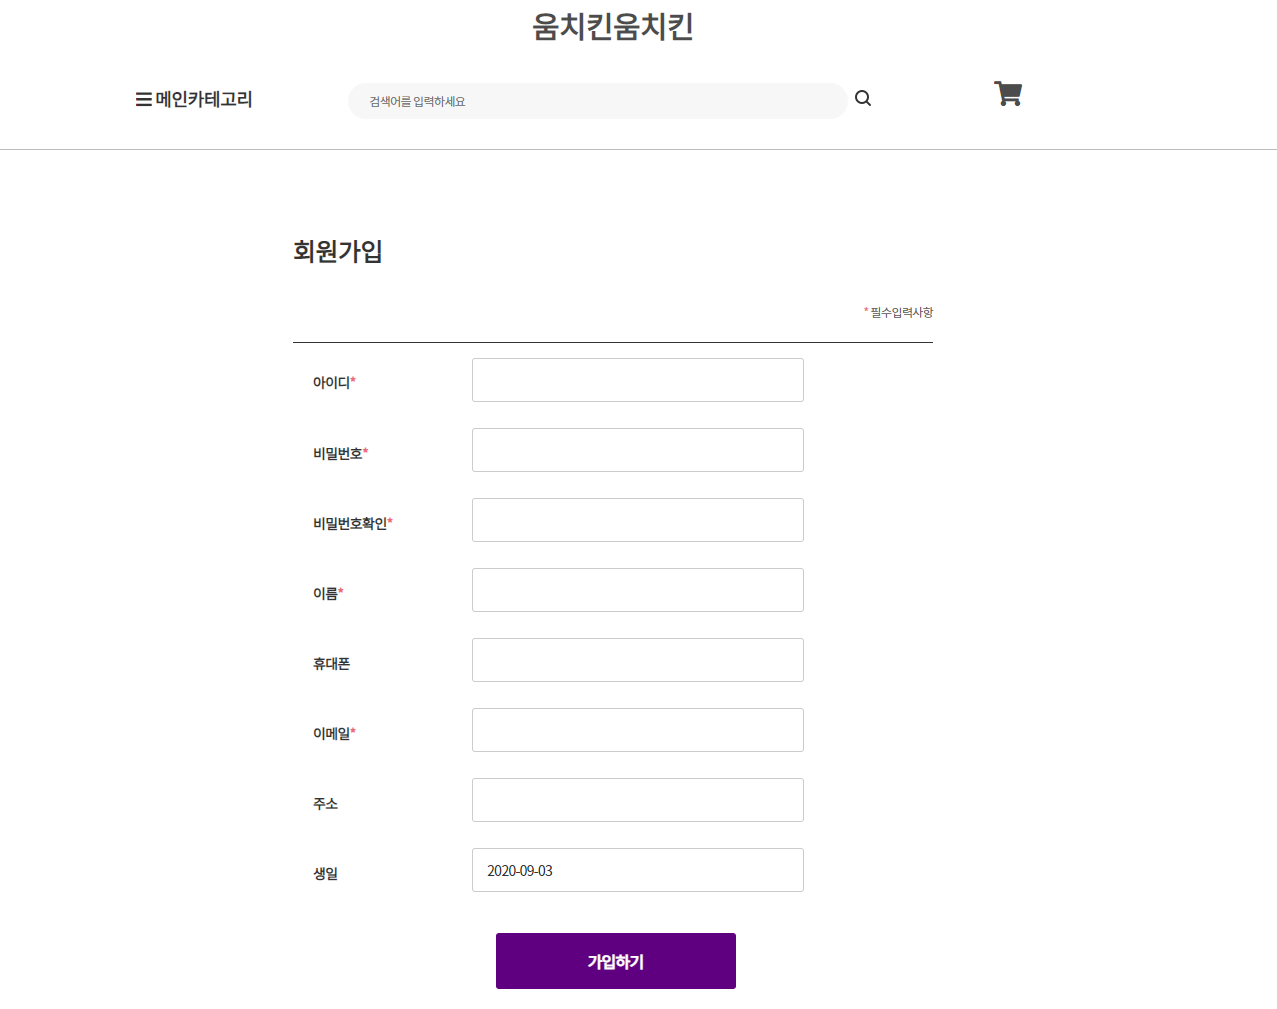 움치킨움치킨
메인카테고리
검색어를 입력하세요
회원가입
* 필수입력사항
아이디*
비밀번호*
비밀번호확인*
이름*
휴대폰
이메일*
주소
생일
2020-09-03
가입하기